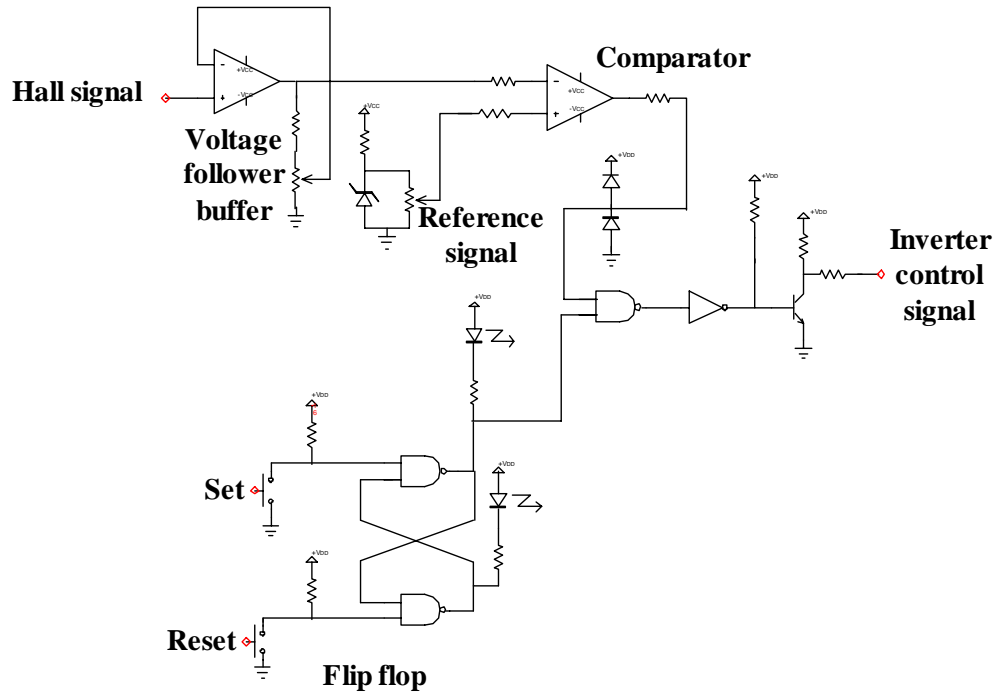 Comparator
+VCC
-VCC
Hall signal
+VCC
-VCC
Voltage
follower
buffer
+VCC
Reference
signal
+VDD
+VDD
+VDD
Inverter
control
signal
+VDD
+VDD
6
+VDD
Set
+VDD
Reset
Flip flop